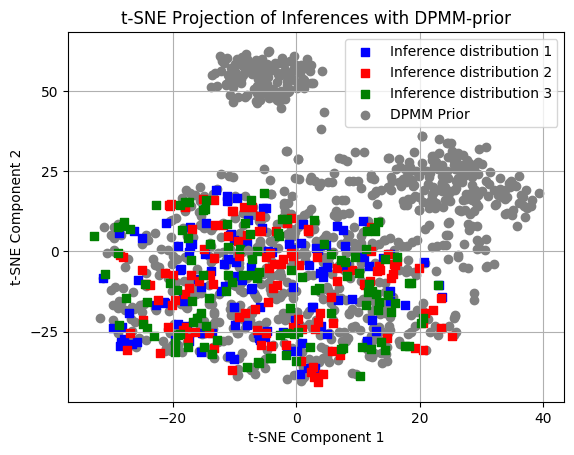 t-SNE Projection of Inferences with DPMM-prior
Inference distribution 1
Inference distribution 2
Inference distribution 3
DPMM Prior
t-SNE Component 2
50
25
0
−25
−20
0
20
40
t-SNE Component 1